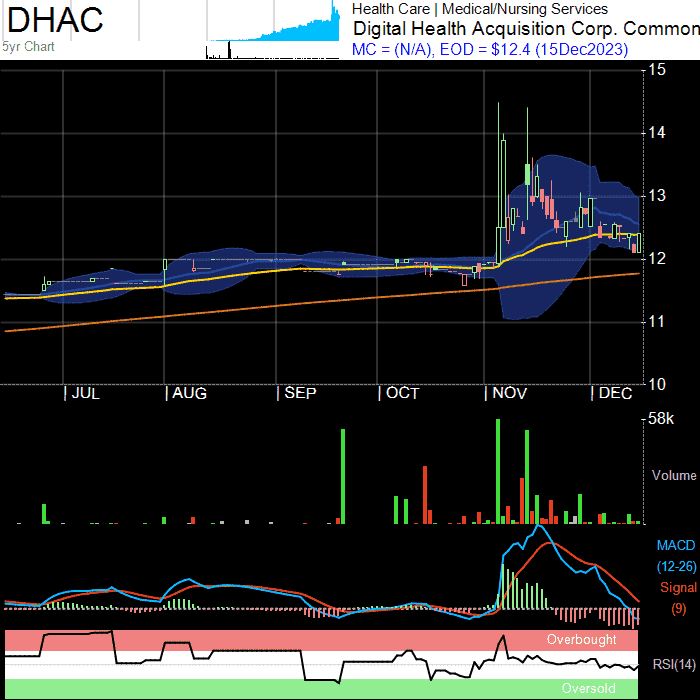 DHAC
5yr Chart
Health Care | Medical/Nursing Services
Digital Health Acquisition Corp. Common
MC = (N/A), EOD = $12.4 (15Dec2023)
15
14
13
12
11
10
JUL AUG SEP OCT NOV DEC
58k
Volume
MACD
(12-26)
Signal
(9)
Overbought
RSI(14)
Oversold